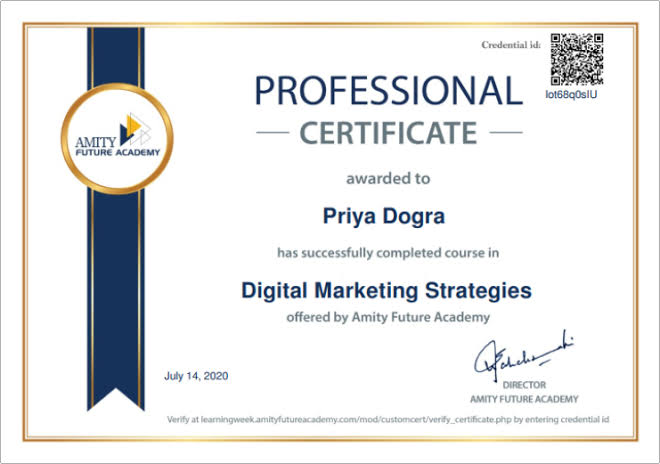 Credential id:
lot68q0slU
PROFESSIONAL
CERTIFICATE
AMITY
FUTURE ACADEMY
awarded to
Priya Dogra
has successfully completed course in
Digital Marketing Strategies
offered by Amity Future Academy
July 14, 2020
DIRECTOR
AMITY FUTURE ACADEMY
Verify at learningweek.amityfutureacademy.com/mod/customcert/verify_certificate.php by entering credential id